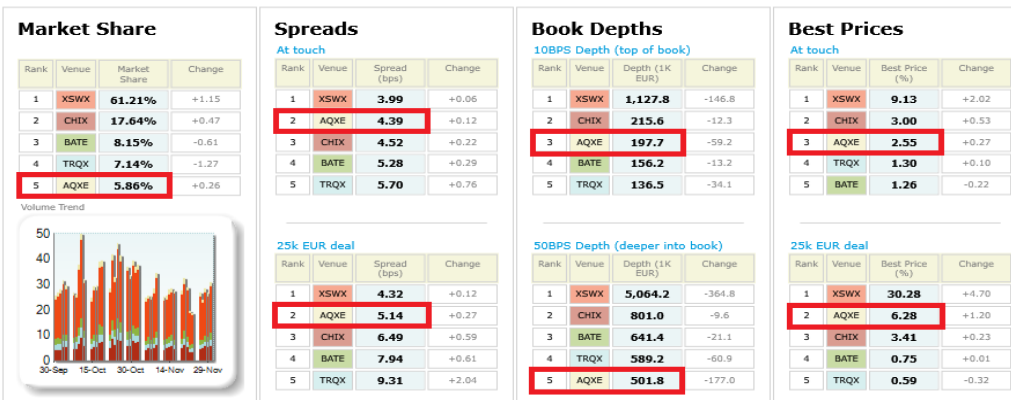 Market Share
Rank Venue Market Share Change
1 XSWX 61.21% +1.15
2 CHIX 17.64% +0.47
3 BATE 8.15% -0.61
4 TRQX 7.14% -1.27
5 AQXE 5.86% +0.26
Volume Trend
50
40
30
20
10
0
30-Sep 15-Oct 30-Oct 14-Nov 29-Nov
Spreads
At touch
Rank Venue Spread (bps) Change
1 XSWX 3.99 +0.06
2 AQXE 4.39 +0.12
3 CHIX 4.52 +0.22
4 BATE 5.28 +0.29
5 TRQX 5.70 +0.76
25k EUR deal
Rank Venue Spread (bps) Change
1 XSWX 4.32 +0.12
2 AQXE 5.14 +0.27
3 CHIX 6.49 +0.59
4 BATE 7.94 +0.61
5 TRQX 9.31 +2.04
Book Depths
10BPS Depth (top of book)
Rank Venue Depth (1K EUR) Change
1 XSWX 1,127.8 -146.8
2 CHIX 215.6 -12.3
3 AQXE 197.7 -59.2
4 BATE 156.2 -13.2
5 TRQX 136.5 -34.1
50BPS Depth (deeper into book)
Rank Venue Depth (1K EUR) Change
1 XSWX 5,064.2 -364.8
2 CHIX 801.0 -9.6
3 BATE 641.4 -21.1
4 TRQX 589.2 -60.9
5 AQXE 501.8 -177.0
Best Prices
At touch
Rank Venue Best Price (%) Change
1 XSWX 9.13 +2.02
2 CHIX 3.00 +0.53
3 AQXE 2.55 +0.27
4 TRQX 1.30 +0.10
5 BATE 1.26 -0.22
25k EUR deal
Rank Venue Best Price (%) Change
1 XSWX 30.28 +4.70
2 AQXE 6.28 +1.20
3 CHIX 3.41 +0.23
4 BATE 0.75 +0.01
5 TRQX 0.59 -0.32